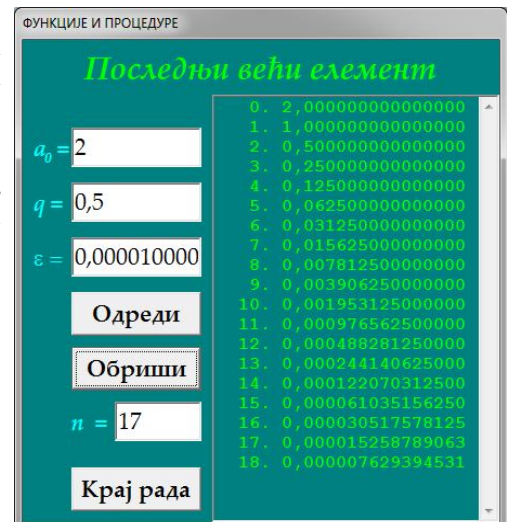 ФУНКЦИЈЕ И ПРОЦЕДУРЕ
Последњи већи елемент
a0 = 2
q = 0,5
ε = 0,000010000
Одреди
Обриши
n = 17
Крај рада
0. 2,000000000000000
1. 1,000000000000000
2. 0,500000000000000
3. 0,250000000000000
4. 0,125000000000000
5. 0,062500000000000
6. 0,031250000000000
7. 0,015625000000000
8. 0,007812500000000
9. 0,003906250000000
10. 0,001953125000000
11. 0,000976562500000
12. 0,000488281250000
13. 0,000244140625000
14. 0,000122070312500
15. 0,000061035156250
16. 0,000030517578125
17. 0,000015258789063
18. 0,000007629394531